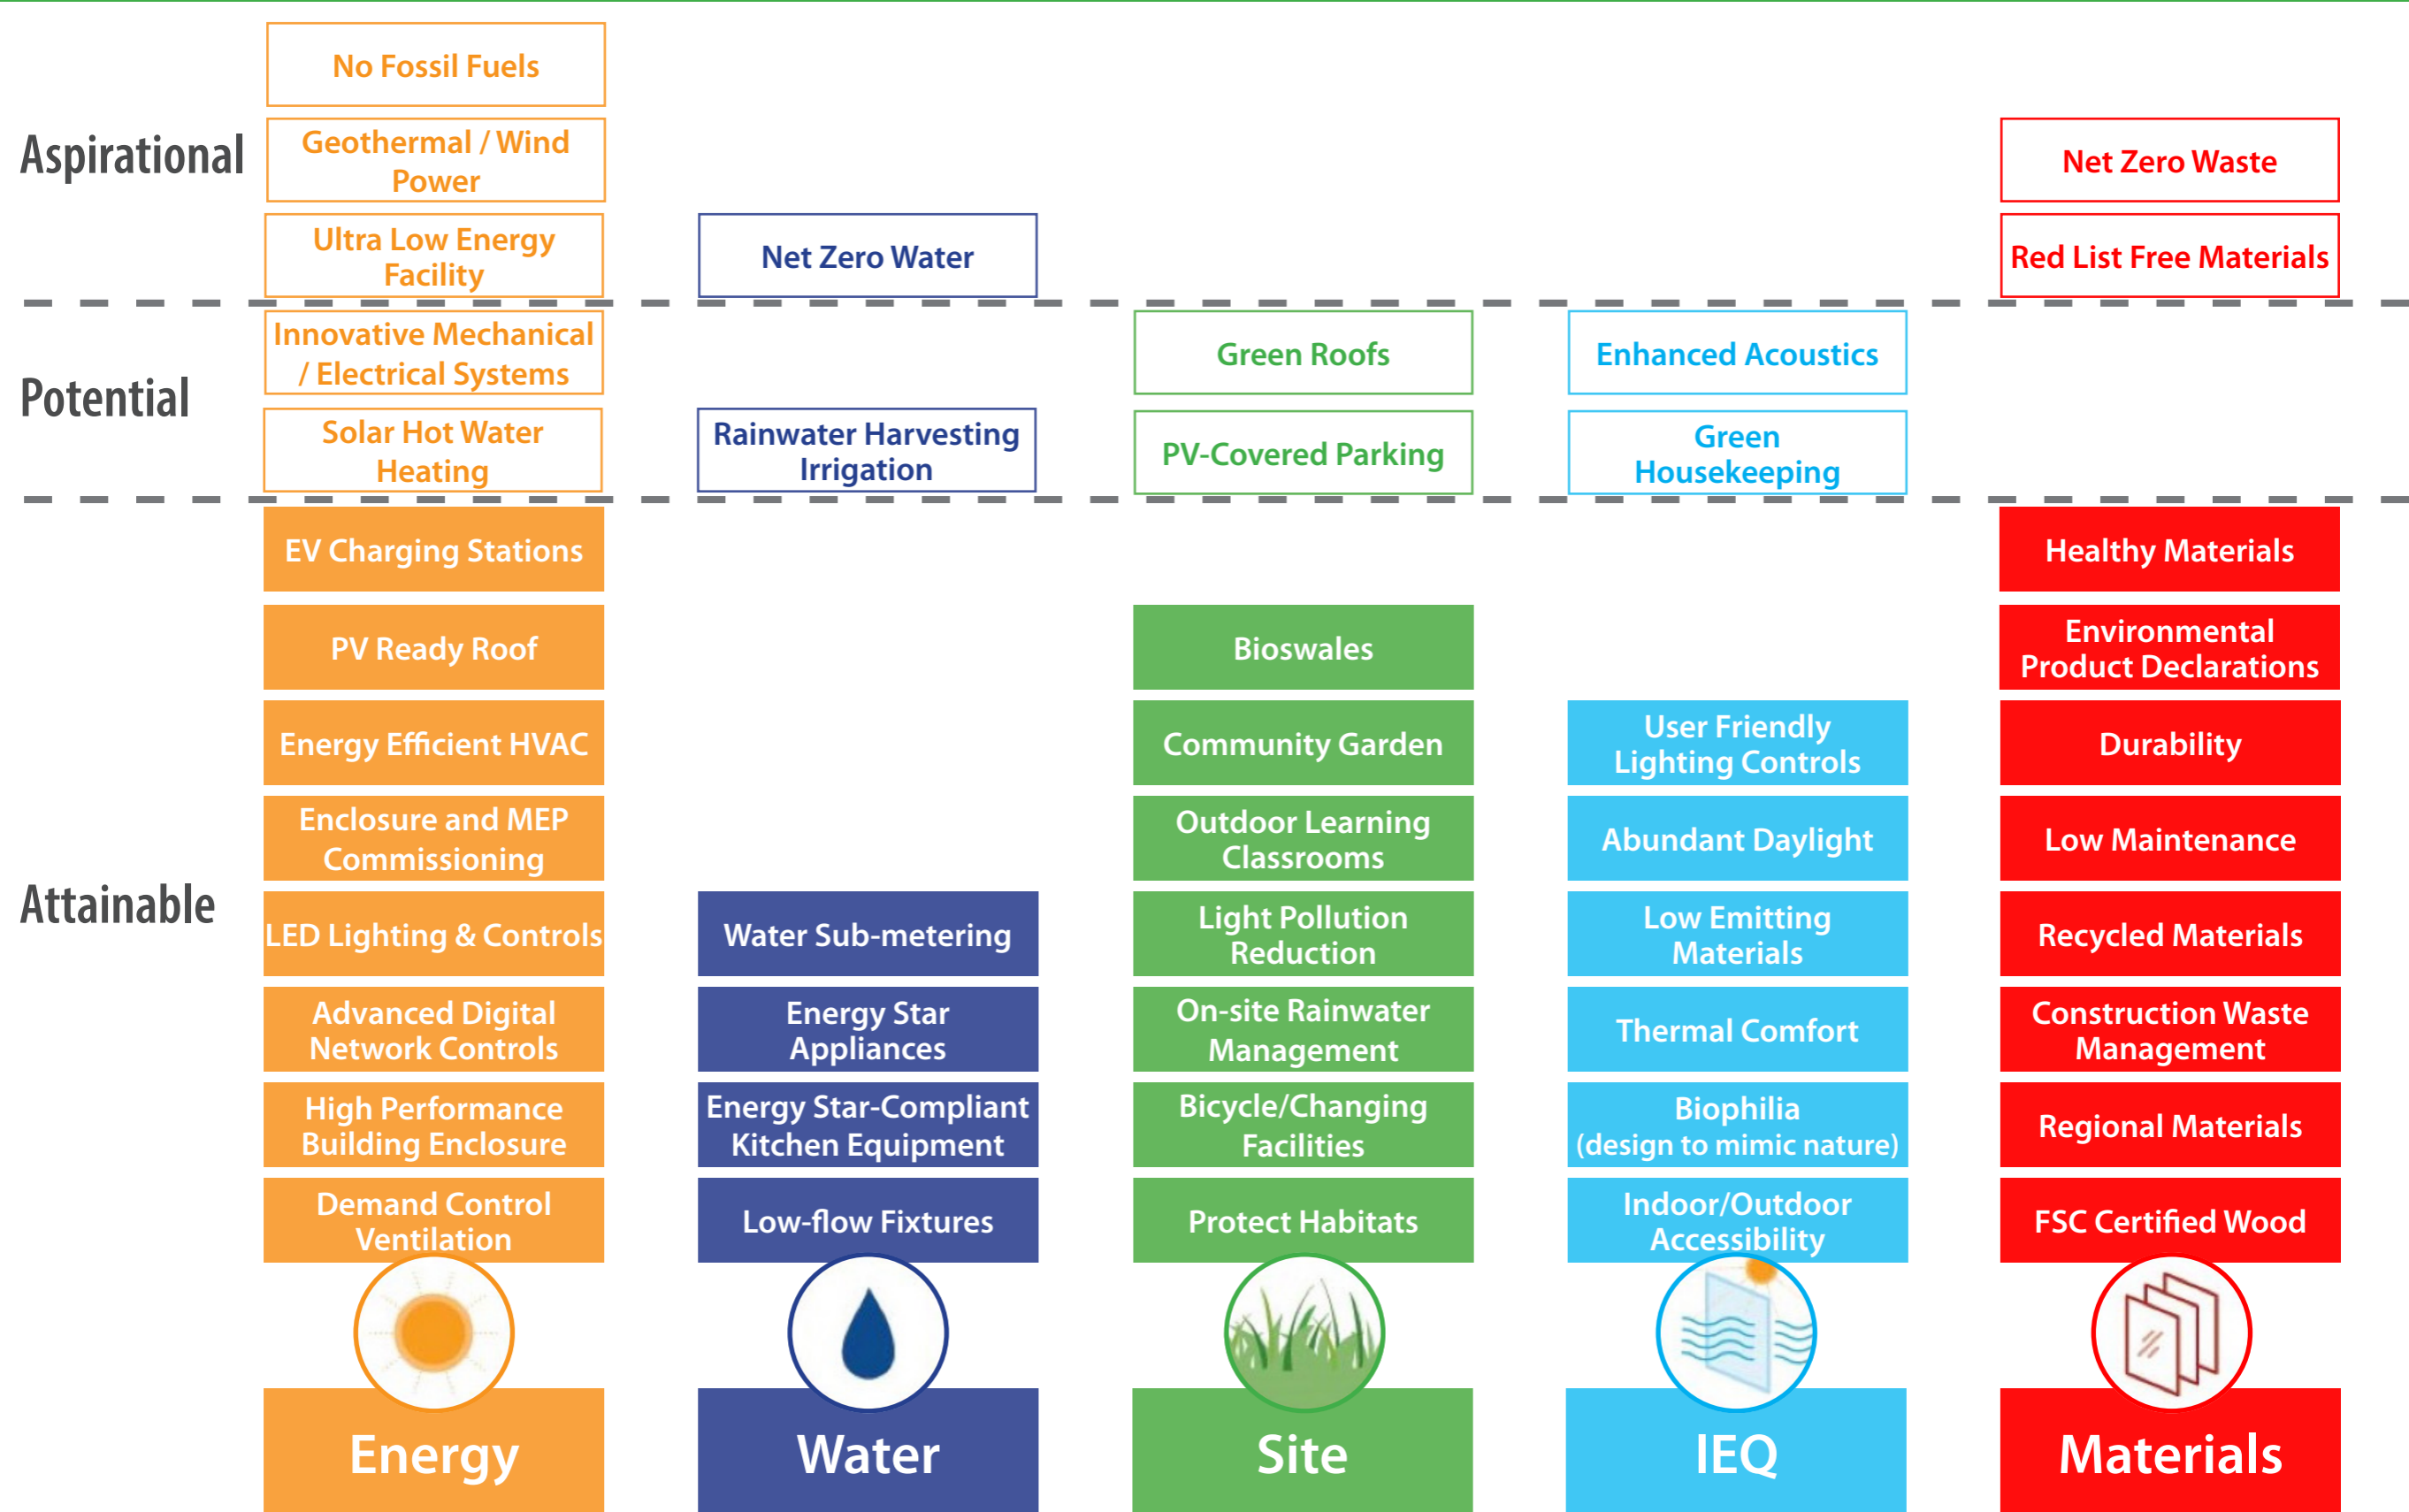 Aspirational
No Fossil Fuels
Geothermal / Wind
Power
Ultra Low Energy
Facility
Net Zero Water
Net Zero Waste
Red List Free Materials
Potential
Innovative Mechanical
/ Electrical Systems
Solar Hot Water
Heating
Rainwater Harvesting
Irrigation
Green Roofs
PV-Covered Parking
Enhanced Acoustics
Green
Housekeeping
Attainable
EV Charging Stations
PV Ready Roof
Energy Efficient HVAC
Enclosure and MEP
Commissioning
LED Lighting & Controls
Advanced Digital
Network Controls
High Performance
Building Enclosure
Demand Control
Ventilation
Energy
Water Sub-metering
Energy Star
Appliances
Energy Star-Compliant
Kitchen Equipment
Low-flow Fixtures
Water
Bioswales
Community Garden
Outdoor Learning
Classrooms
Light Pollution
Reduction
On-site Rainwater
Management
Bicycle/Changing
Facilities
Protect Habitats
Site
User Friendly
Lighting Controls
Abundant Daylight
Low Emitting
Materials
Thermal Comfort
Biophilia
(design to mimic nature)
Indoor/Outdoor
Accessibility
IEQ
Healthy Materials
Environmental
Product Declarations
Durability
Low Maintenance
Recycled Materials
Construction Waste
Management
Regional Materials
FSC Certified Wood
Materials